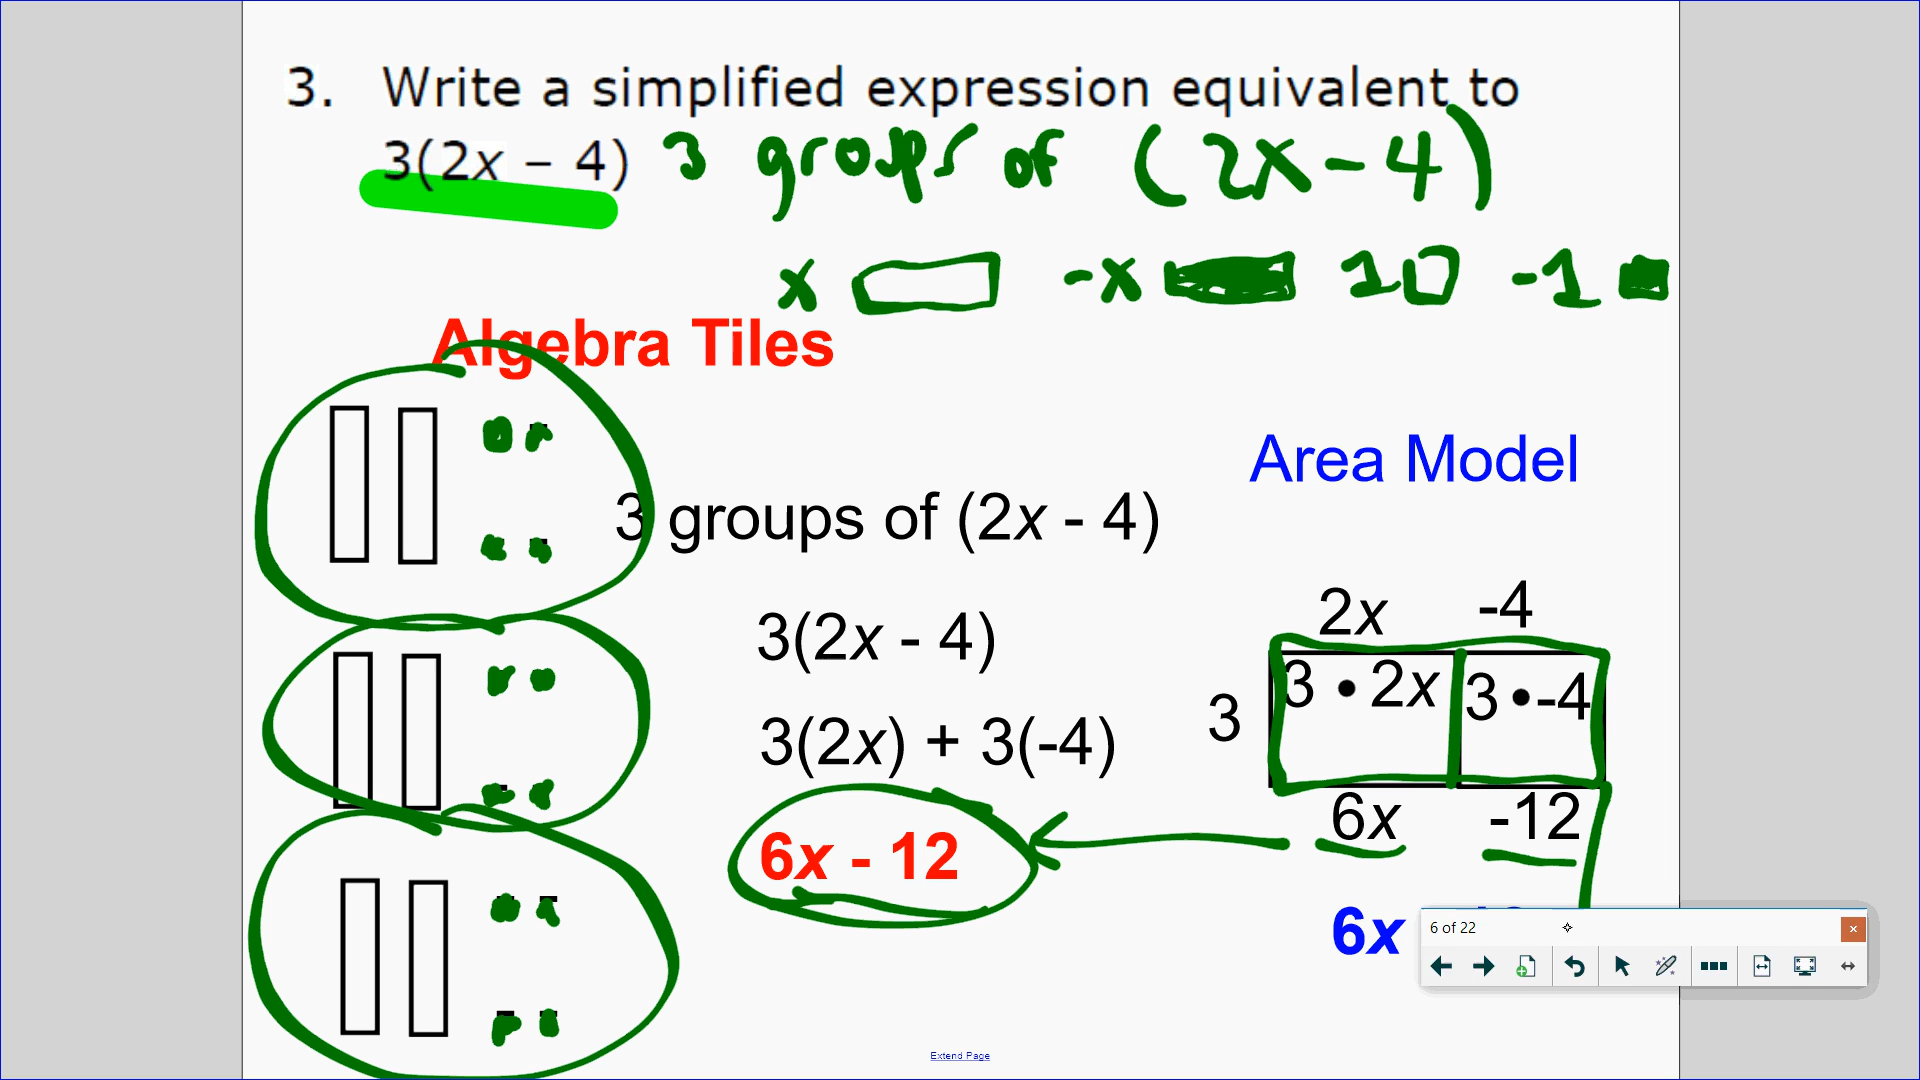 3. Write a simplified expression equivalent to
3(2x – 4) 3 groups of (2x-4)
x -x 1 -1
Algebra Tiles
Area Model
3 groups of (2x - 4)
2x -4
3(2x - 4)
3 • 2x 3 •-4
3
3(2x) + 3(-4)
6x -12
6x - 12
6x
6 of 22
Extend Page